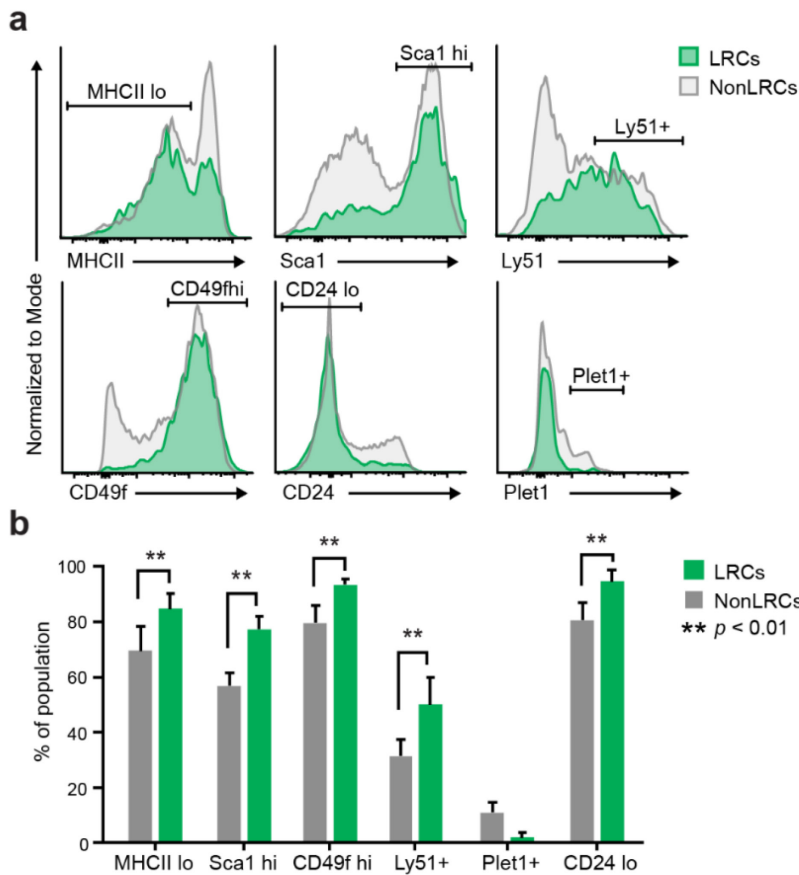 a
Normalized to Mode
MHCII lo
MHCII
Sca1 hi
Sca1
Ly51+
Ly51
LRCs
NonLRCs
CD49fhi
CD49f
CD24 lo
CD24
Plet1+
Plet1
b
% of population
100
80
60
40
20
0
**
**
**
**
**
MHCII lo
Sca1 hi
CD49f hi
Ly51+
Plet1+
CD24 lo
LRCs
NonLRCs
** p < 0.01